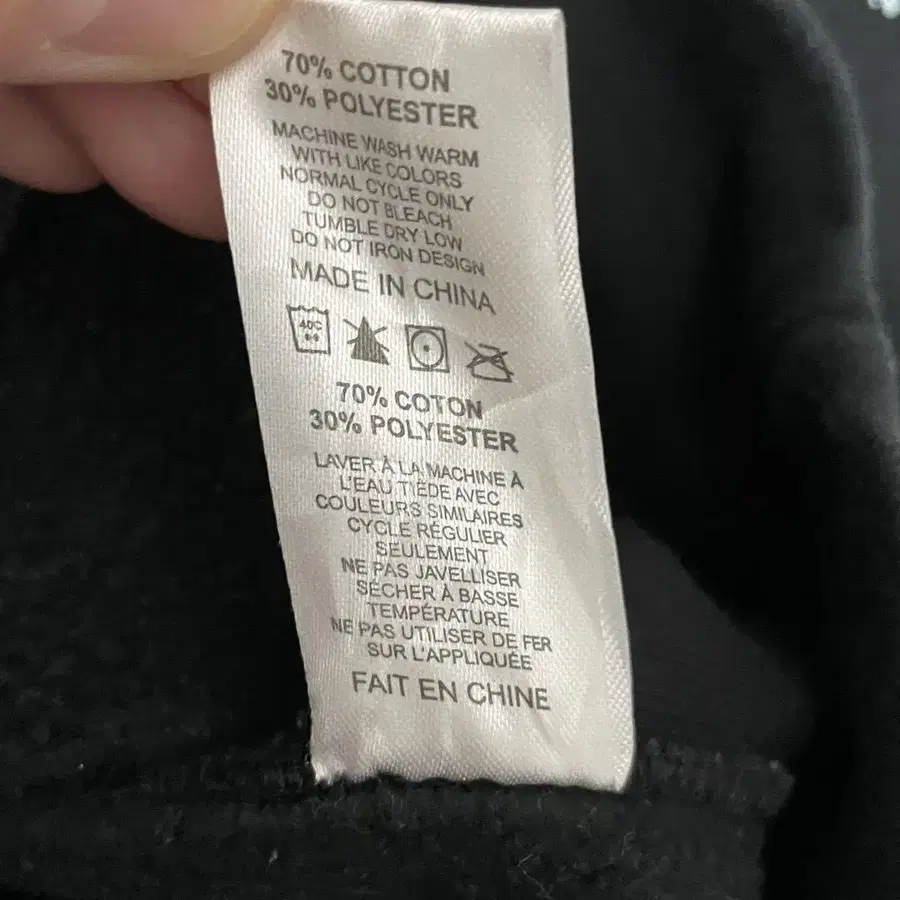 70% COTTON
30% POLYESTER
MACHINE WASH WARM
WITH LIKE COLORS
NORMAL CYCLE ONLY
DO NOT BLEACH
TUMBLE DRY LOW
DO NOT IRON DESIGN
MADE IN CHINA
40C
70% COTON
30% POLYESTER
LAVER À LA MACHINE À
L'EAU TIÈDE AVEC
COULEURS SIMILAIRES
CYCLE RÉGULIER
SEULEMENT
NE PAS JAVELLISER
SÉCHER À BASSE
TEMPÉRATURE
NE PAS UTILISER DE FER
SUR L'APPLIQUÉE
FAIT EN CHINE